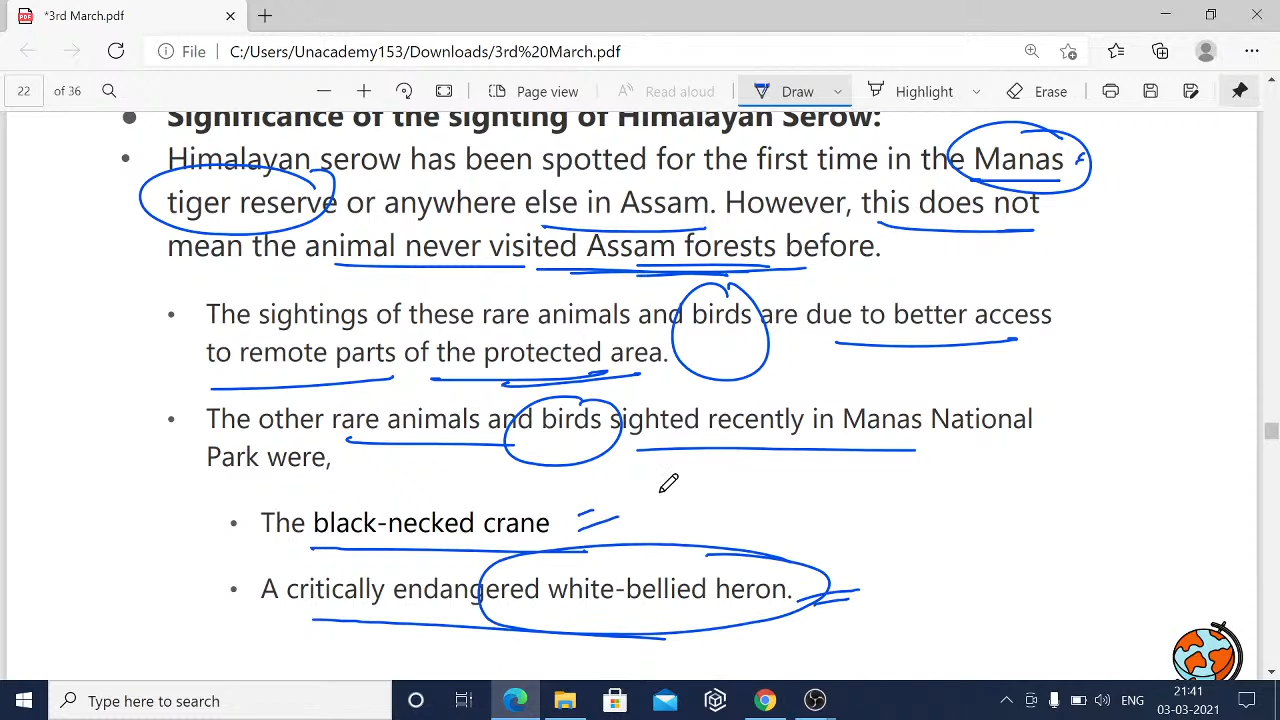 *3rd March.pdf
File C:/Users/Unacademy153/Downloads/3rd%20March.pdf
22 of 36 Page view Read aloud Draw Highlight Erase
Significance of the sighting of Himalayan Serow:
Himalayan serow has been spotted for the first time in the Manas
tiger reserve or anywhere else in Assam. However, this does not
mean the animal never visited Assam forests before.
The sightings of these rare animals and birds are due to better access
to remote parts of the protected area.
The other rare animals and birds sighted recently in Manas National
Park were,
The black-necked crane
A critically endangered white-bellied heron.
Type here to search
ENG
21:41
03-03-2021